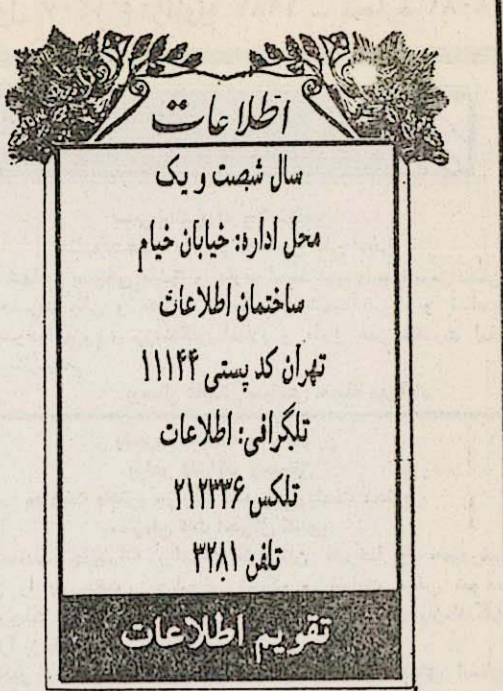 اطلاعات
سال شصت و یک
محل اداره: خیابان خیام
ساختمان اطلاعات
تهران کد پستی ۱۱۱۴۴
تلگرافی: اطلاعات
تلکس ۲۱۲۳۳۶
تلفن ۳۲۸۱
تقویم اطلاعات